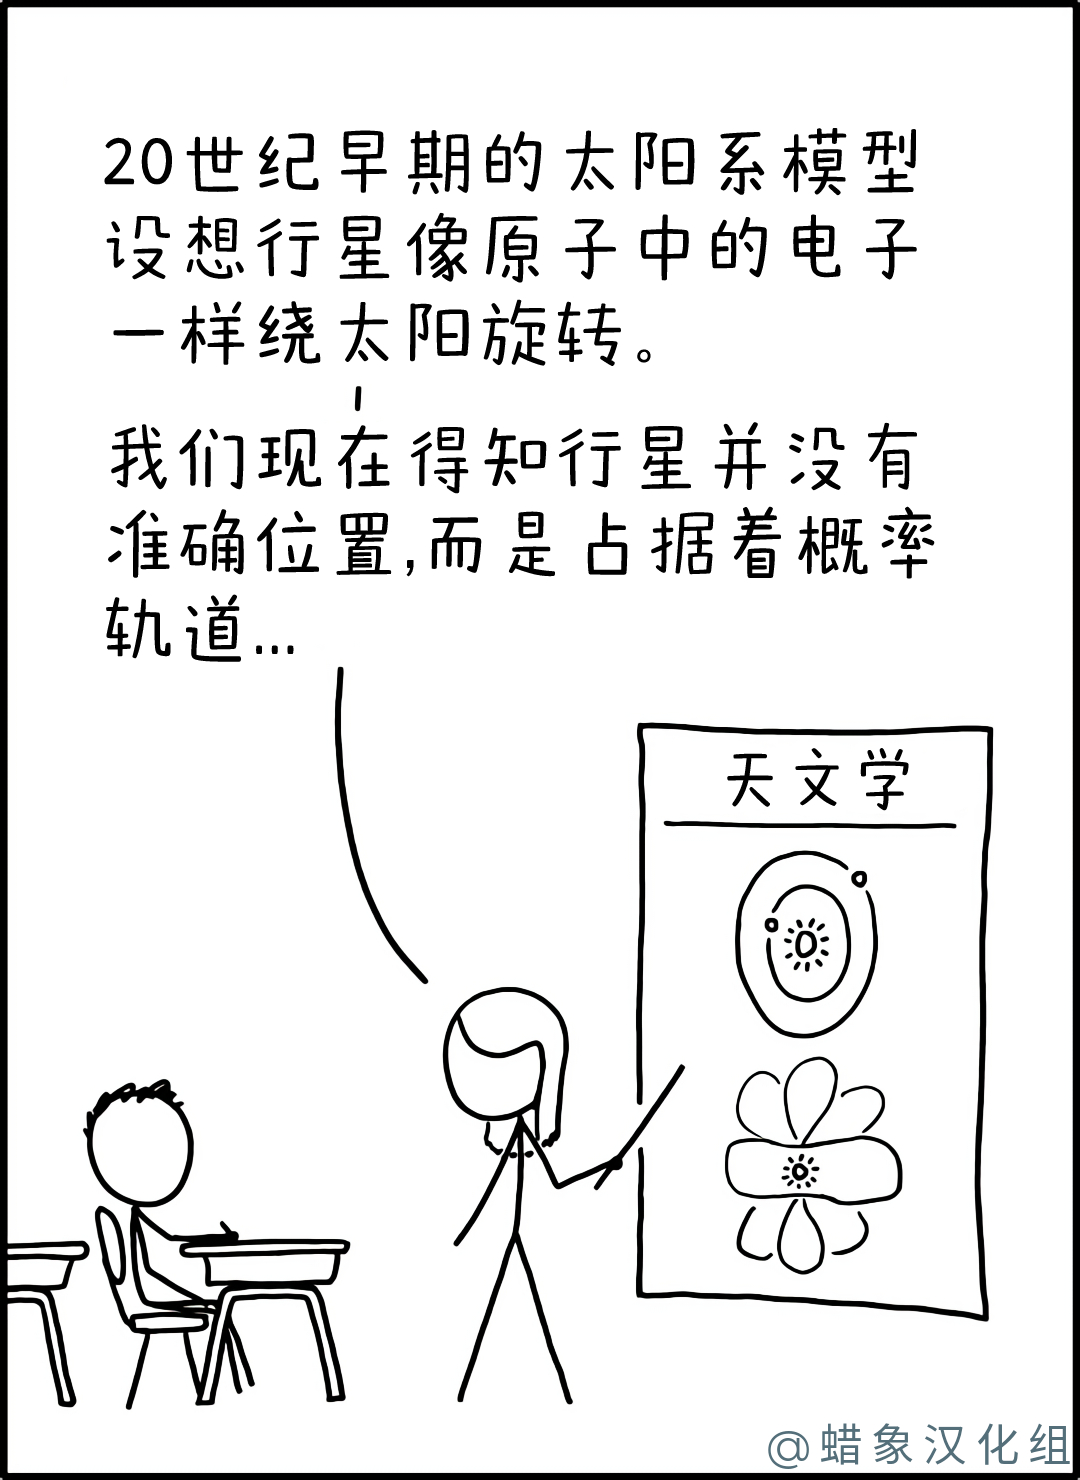 20世纪早期的太阳系模型
设想行星像原子中的电子
一样绕太阳旋转。
我们现在得知行星并没有
准确位置,而是占据着概率
轨道...
天文学
@蜡象汉化组